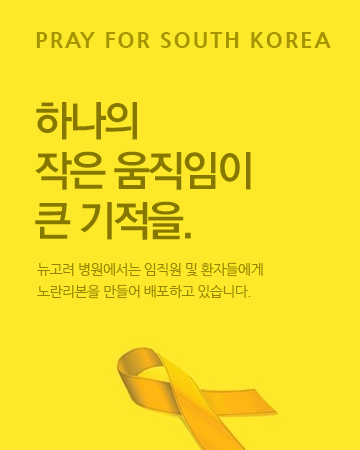 PRAY FOR SOUTH KOREA
하나의
작은 움직임이
큰 기적을.
뉴고려 병원에서는 임직원 및 환자들에게
노란리본을 만들어 배포하고 있습니다.